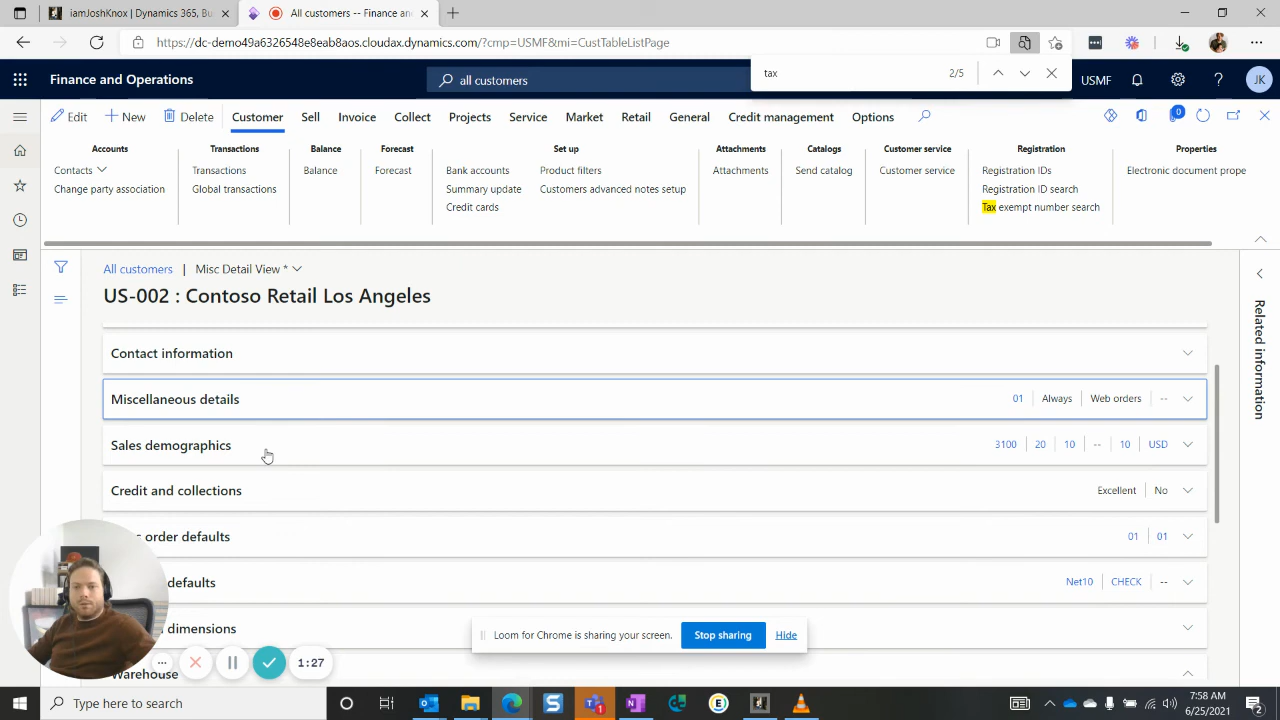 iamJoshKnox | Dynamics 365, Bu
All customers -- Finance and
https://dc-demo49a6326548e8eab8aos.cloudax.dynamics.com/?cmp=USMF&mi=CustTableListPage
tax
2/5
Finance and Operations
all customers
USMF
JK
Edit
New
Delete
Customer
Sell
Invoice
Collect
Projects
Service
Market
Retail
General
Credit management
Options
0
Accounts
Transactions
Balance
Forecast
Set up
Attachments
Catalogs
Customer service
Registration
Properties
Contacts
Transactions
Balance
Forecast
Bank accounts
Product filters
Attachments
Send catalog
Customer service
Registration IDs
Electronic document prope
Change party association
Global transactions
Summary update
Customers advanced notes setup
Registration ID search
Credit cards
Tax exempt number search
All customers | Misc Detail View *
US-002 : Contoso Retail Los Angeles
Related information
Contact information
Miscellaneous details
01
Always
Web orders
--
Sales demographics
3100
20
10
--
10
USD
Credit and collections
Excellent
No
order defaults
01
01
defaults
Net10
CHECK
--
dimensions
Warehouse
Loom for Chrome is sharing your screen.
Stop sharing
Hide
1:27
Type here to search
7:58 AM
6/25/2021
2